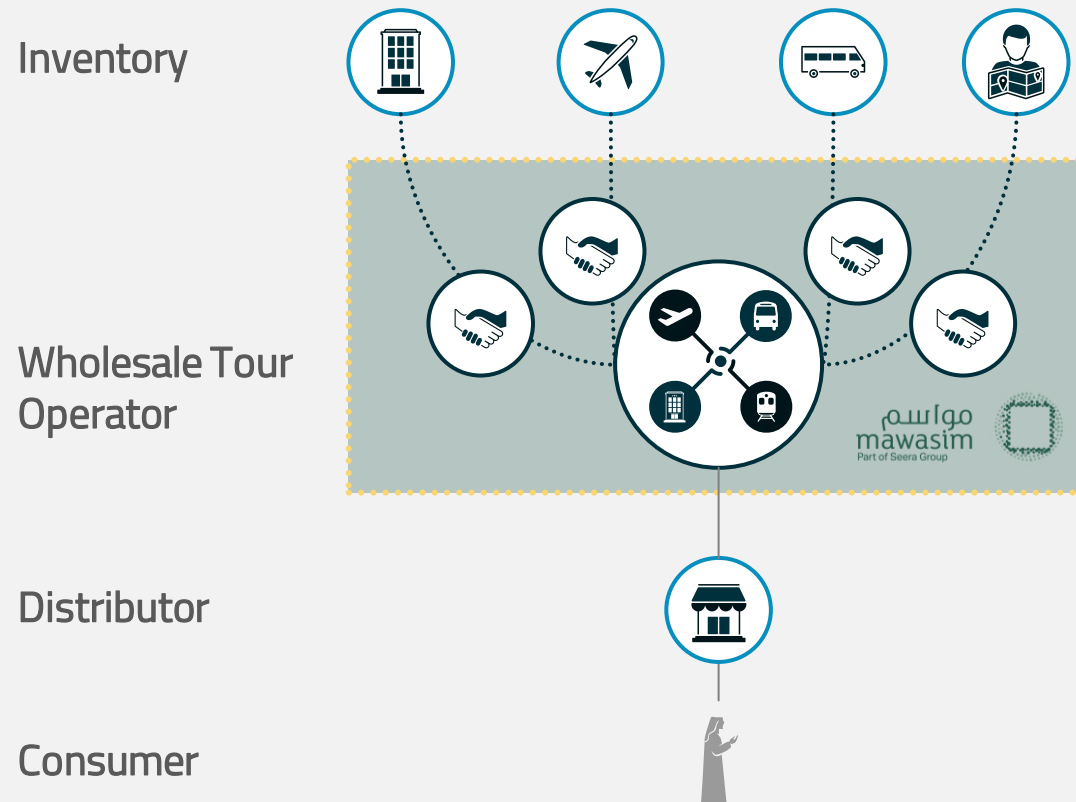 Inventory
Wholesale Tour
Operator
مواسم
mawasim
Part of Seera Group
Distributor
Consumer